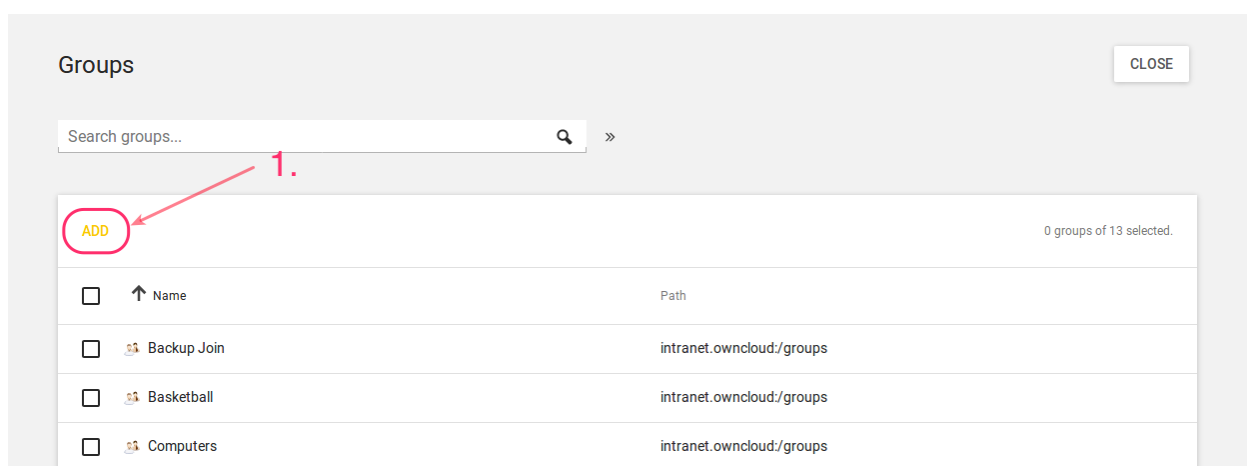 Groups
CLOSE
Search groups... »
1.
ADD
0 groups of 13 selected.
Name Path
Backup Join intranet.owncloud:/groups
Basketball intranet.owncloud:/groups
Computers intranet.owncloud:/groups